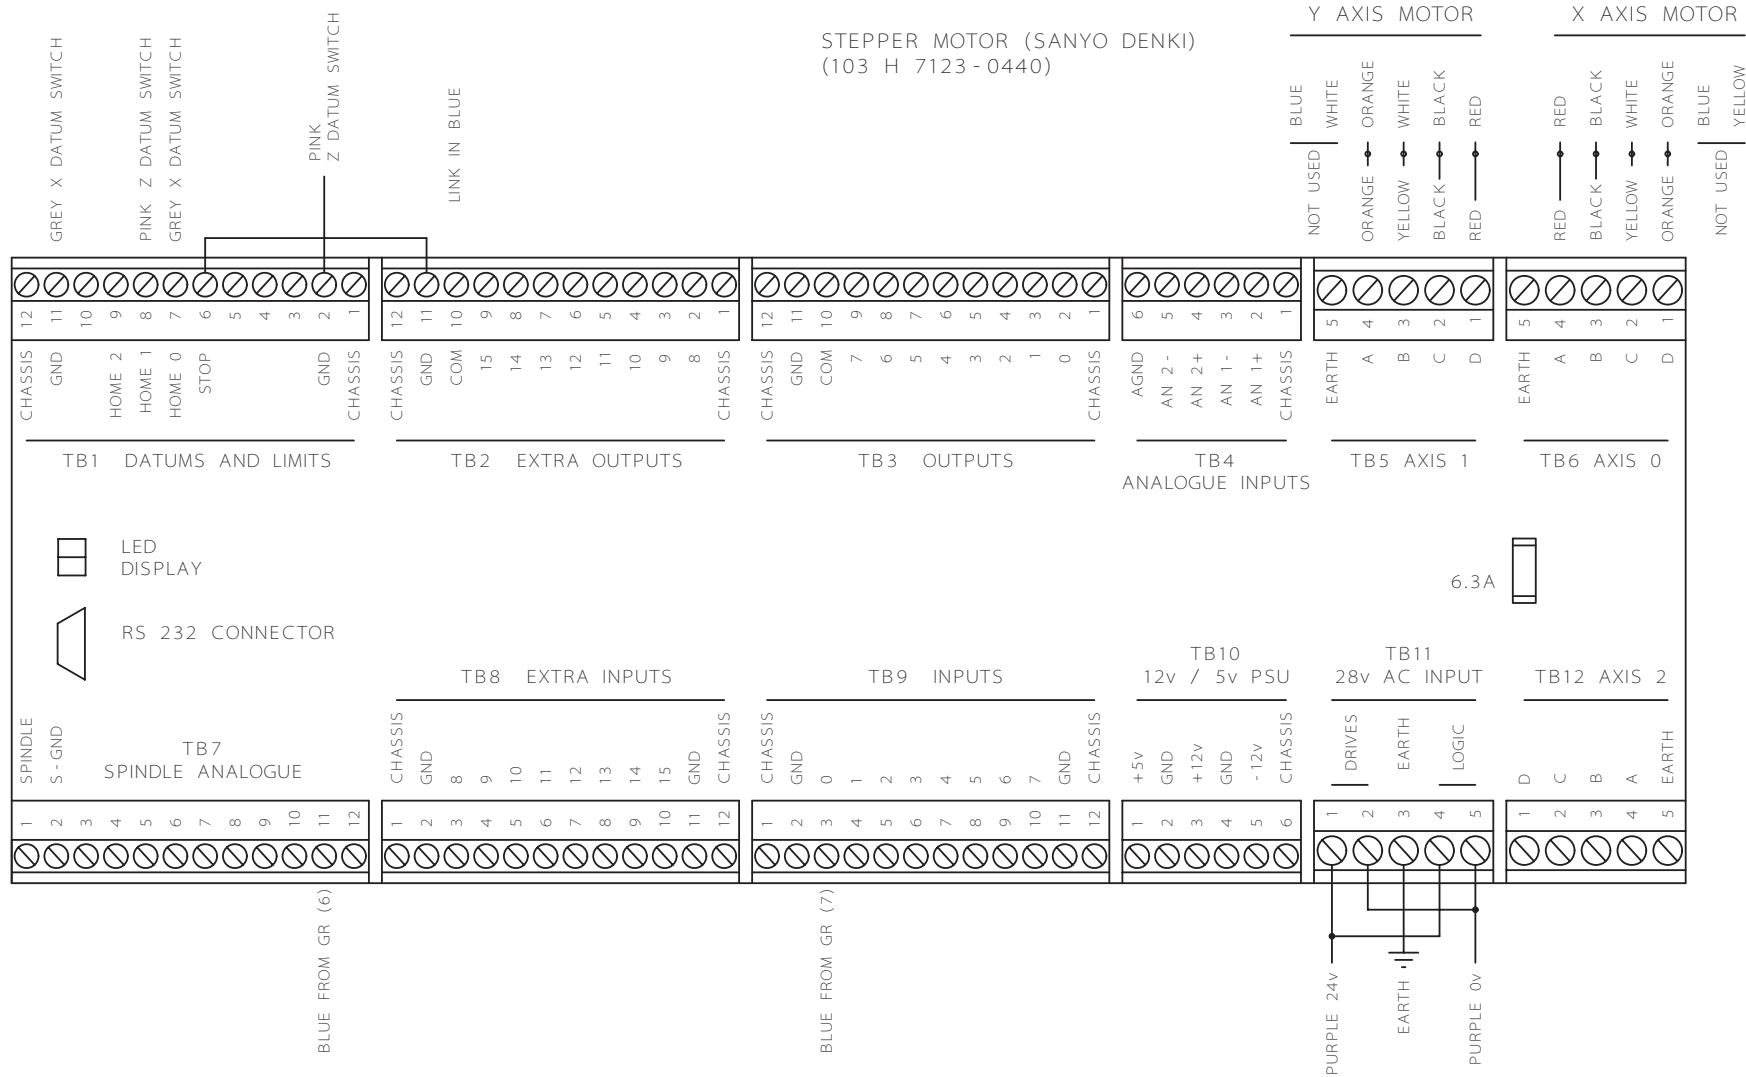 Y AXIS MOTOR
X AXIS MOTOR
STEPPER MOTOR (SANYO DENKI)
(103 H 7123-0440)
GREY X DATUM SWITCH
PINK Z DATUM SWITCH
GREY X DATUM SWITCH
PINK
Z DATUM SWITCH
LINK IN BLUE
BLUE
WHITE
ORANGE
WHITE
BLACK
RED
NOT USED
ORANGE
YELLOW
BLACK
RED
RED
BLACK
WHITE
ORANGE
BLUE
YELLOW
RED
BLACK
YELLOW
ORANGE
NOT USED
12 11 10 9 8 7 6 5 4 3 2 1
12 11 10 9 8 7 6 5 4 3 2 1
12 11 10 9 8 7 6 5 4 3 2 1
6 5 4 3 2 1
5 4 3 2 1
5 4 3 2 1
CHASSIS GND HOME 2 HOME 1 HOME 0 STOP GND CHASSIS
CHASSIS GND COM 15 14 13 12 11 10 9 8 CHASSIS
CHASSIS GND COM 7 6 5 4 3 2 1 0 CHASSIS
AGND AN 2- AN 2+ AN 1- AN 1+ CHASSIS
EARTH A B C D
EARTH A B C D
TB1 DATUMS AND LIMITS
TB2 EXTRA OUTPUTS
TB3 OUTPUTS
TB4
ANALOGUE INPUTS
TB5 AXIS 1
TB6 AXIS 0
LED
DISPLAY
RS 232 CONNECTOR
6.3A
TB7
SPINDLE ANALOGUE
TB8 EXTRA INPUTS
TB9 INPUTS
TB10
12v / 5v PSU
TB11
28v AC INPUT
TB12 AXIS 2
SPINDLE S-GND
CHASSIS GND 8 9 10 11 12 13 14 15 GND CHASSIS
CHASSIS GND 0 1 2 3 4 5 6 7 GND CHASSIS
+5v GND +12v GND -12v CHASSIS
DRIVES EARTH LOGIC
D C B A EARTH
1 2 3 4 5 6 7 8 9 10 11 12
1 2 3 4 5 6 7 8 9 10 11 12
1 2 3 4 5 6 7 8 9 10 11 12
1 2 3 4 5 6
1 2 3 4 5
1 2 3 4 5
BLUE FROM GR (6)
BLUE FROM GR (7)
PURPLE 24v
EARTH
PURPLE 0v